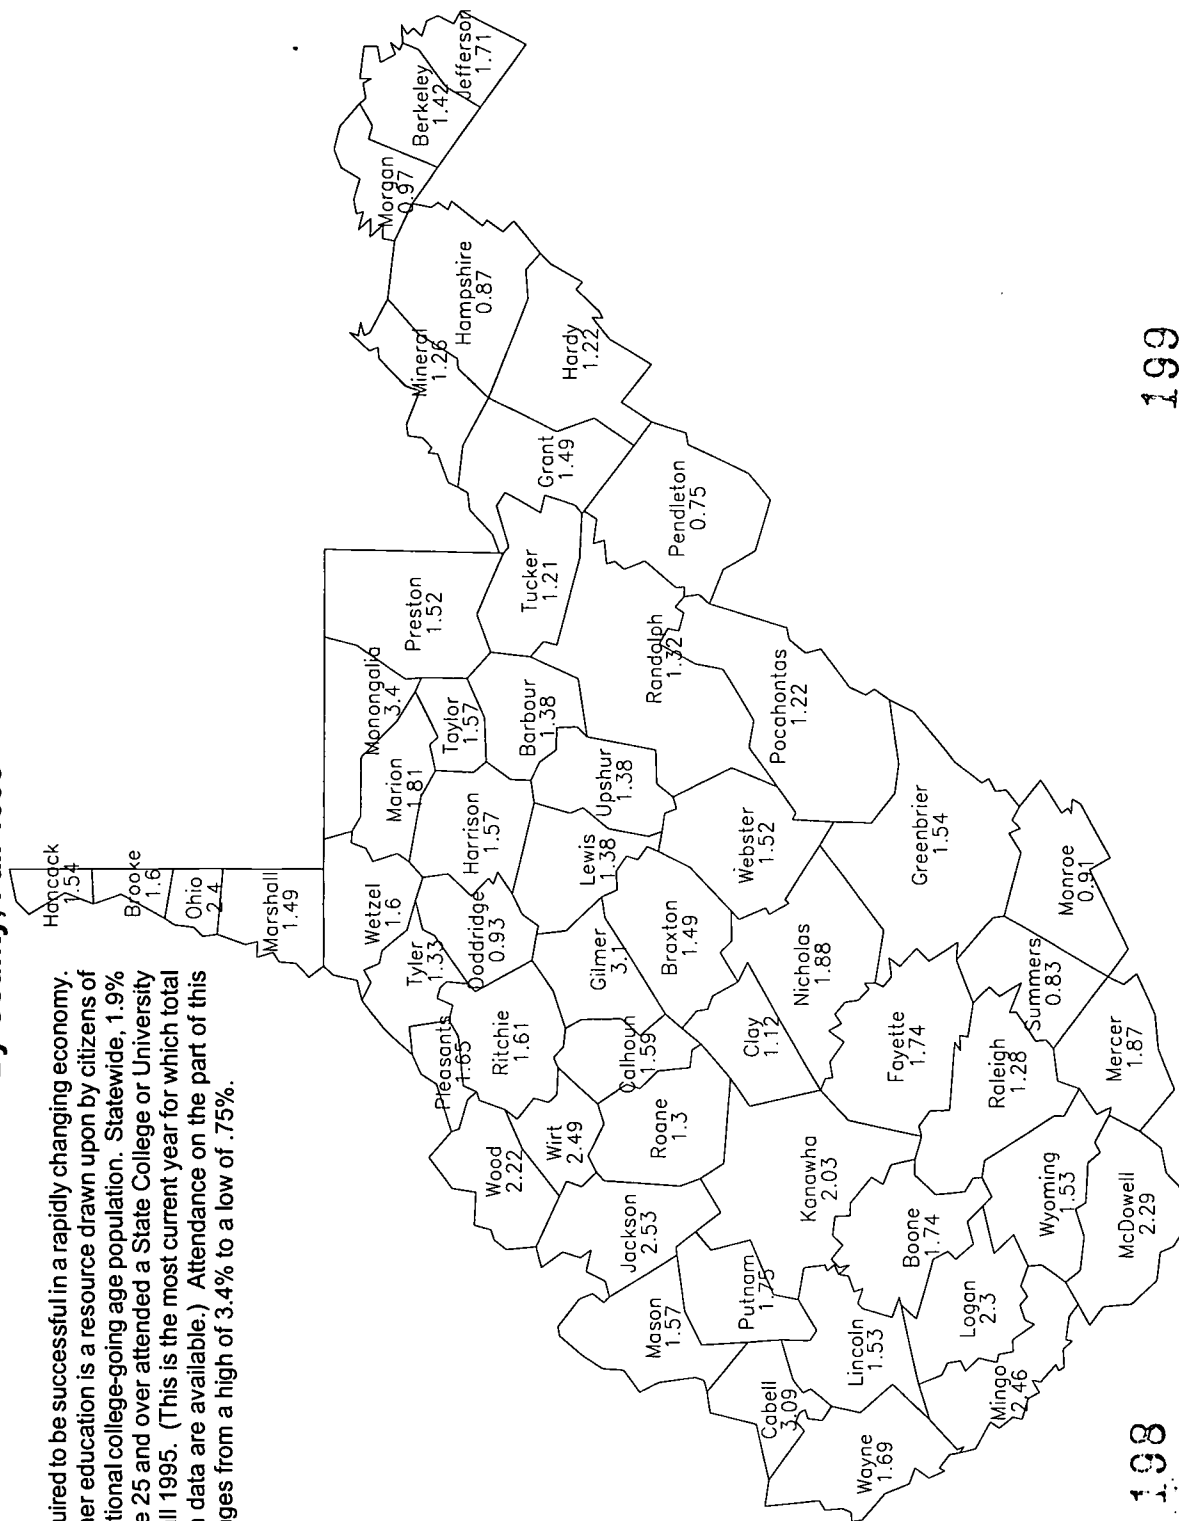 By County, Fall 1995
uired to be successful in a rapidly changing economy.
her education is a resource drawn upon by citizens of
tional college-going age population. Statewide, 1.9%
e 25 and over attended a State College or University
ll 1995. (This is the most current year for which total
n data are available.) Attendance on the part of this
nges from a high of 3.4% to a low of .75%.
Hancock
1.54
Brooke
1.6
Ohio
2.4
Marshall
1.49
Wetzel
1.6
Tyler
1.33
Doddridge
0.93
Pleasants
1.65
Ritchie
1.61
Wood
2.22
Wirt
2.49
Calhoun
1.59
Gilmer
3.1
Roane
1.3
Jackson
2.53
Mason
1.57
Putnam
1.75
Kanawha
2.03
Cabell
3.09
Wayne
1.69
Lincoln
1.53
Boone
1.74
Logan
2.3
Mingo
2.46
Wyoming
1.53
McDowell
2.29
Mercer
1.87
Raleigh
1.28
Summers
0.83
Monroe
0.91
Fayette
1.74
Greenbrier
1.54
Nicholas
1.88
Clay
1.12
Braxton
1.49
Webster
1.52
Lewis
1.38
Upshur
1.38
Harrison
1.57
Marion
1.81
Monongalia
3.4
Taylor
1.57
Barbour
1.38
Preston
1.52
Tucker
1.21
Randolph
1.32
Pocahontas
1.22
Pendleton
0.75
Grant
1.49
Hardy
1.22
Mineral
1.26
Hampshire
0.87
Morgan
0.97
Berkeley
1.42
Jefferson
1.71
198
199